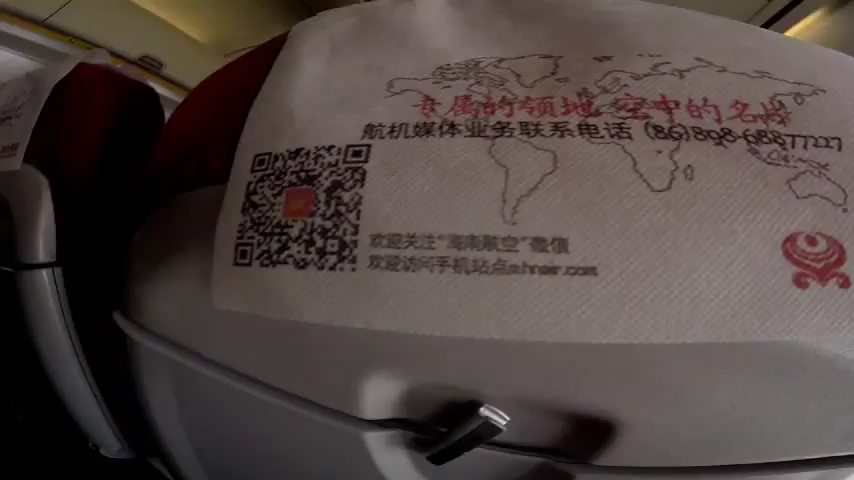 专属的领地 空中的名片
航机媒体业务联系电话 (86)898-68877227
欢迎关注“海南航空”微信
欢迎访问手机站点m.hnair.com